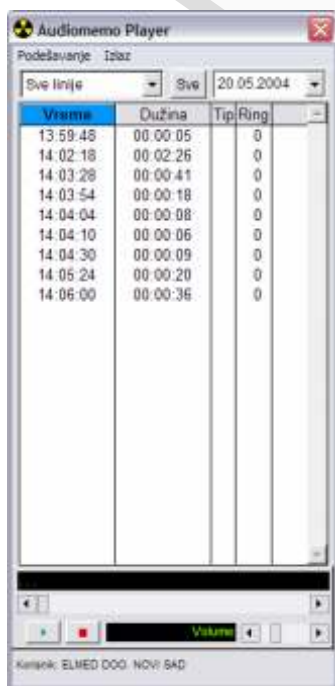 Audiomemo Player
Podešavanje Izlaz
Sve linije Sve 20.05.2004
Vreme Dužina Tip Ring
13:59:48 00:00:05 0
14:02:18 00:02:26 0
14:03:28 00:00:41 0
14:03:54 00:00:18 0
14:04:04 00:00:08 0
14:04:10 00:00:06 0
14:04:30 00:00:09 0
14:05:24 00:00:20 0
14:06:00 00:00:36 0
Volume
Korisnik: ELMED DOO. NOVI SAD